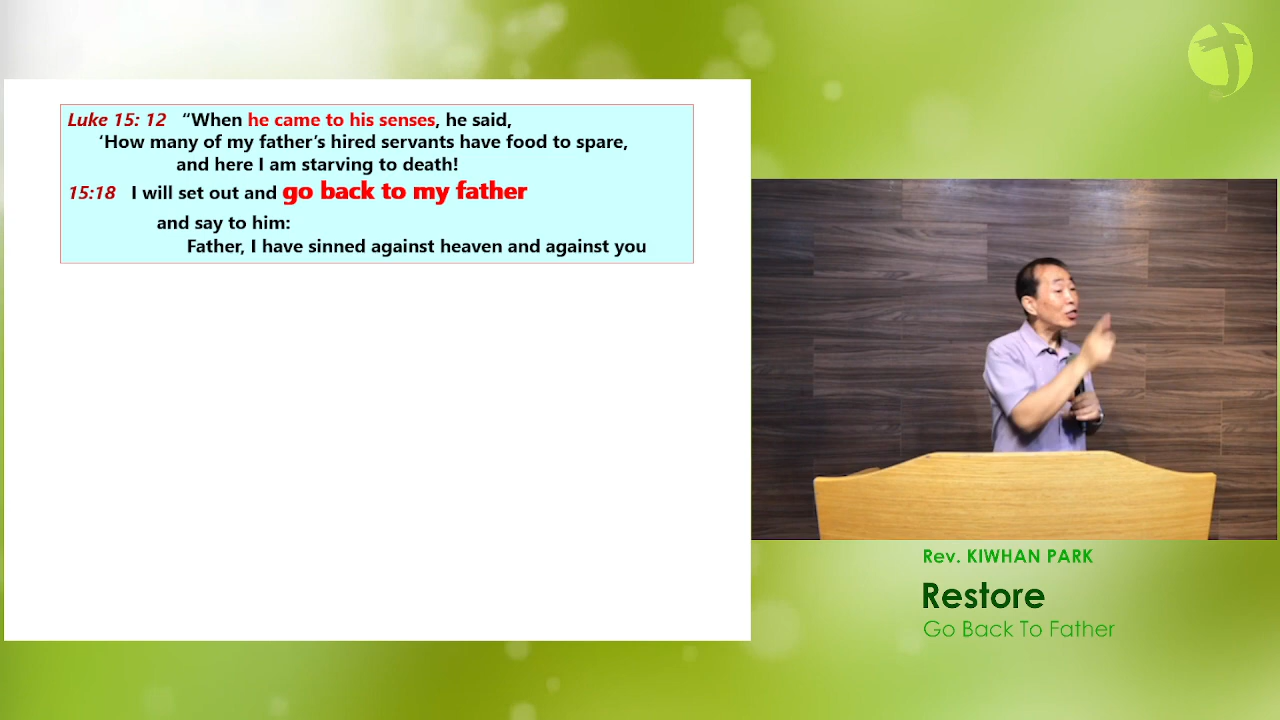 Luke 15: 12 “When he came to his senses, he said,
‘How many of my father’s hired servants have food to spare,
and here I am starving to death!
15:18 I will set out and go back to my father
and say to him:
Father, I have sinned against heaven and against you
Rev. KIWHAN PARK
Restore
Go Back To Father